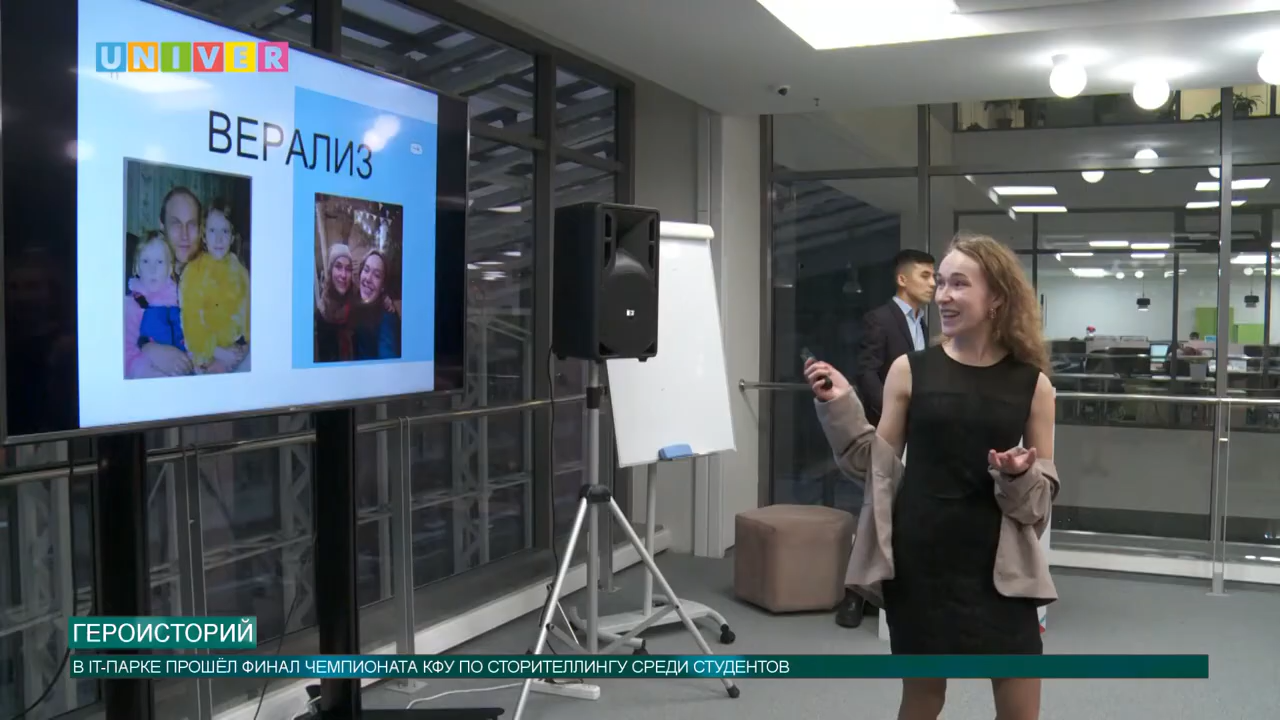 UNIVER
ВЕРАЛИЗ
ГЕРОИСТОРИЙ
В IT-ПАРКЕ ПРОШЁЛ ФИНАЛ ЧЕМПИОНАТА КФУ ПО СТОРИТЕЛЛИНГУ СРЕДИ СТУДЕНТОВ